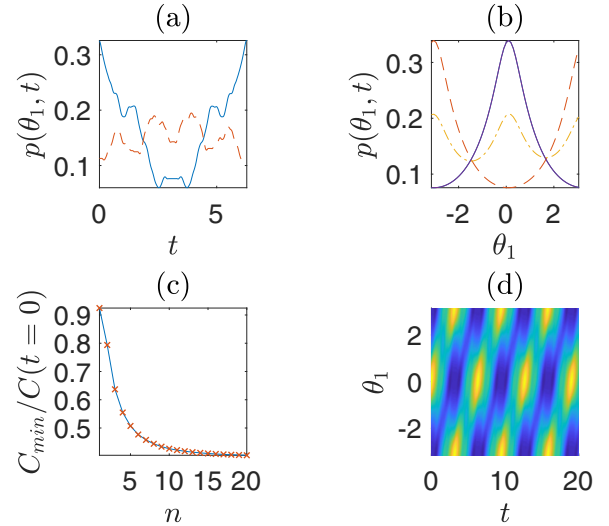 (a)
p(θ₁, t)
0.3
0.2
0.1
0 5
t
(b)
p(θ₁, t)
0.3
0.2
0.1
-2 0 2
θ₁
(c)
C_min/C(t = 0)
0.9
0.8
0.7
0.6
0.5
5 10 15 20
n
(d)
θ₁
2
0
-2
0 10 20
t